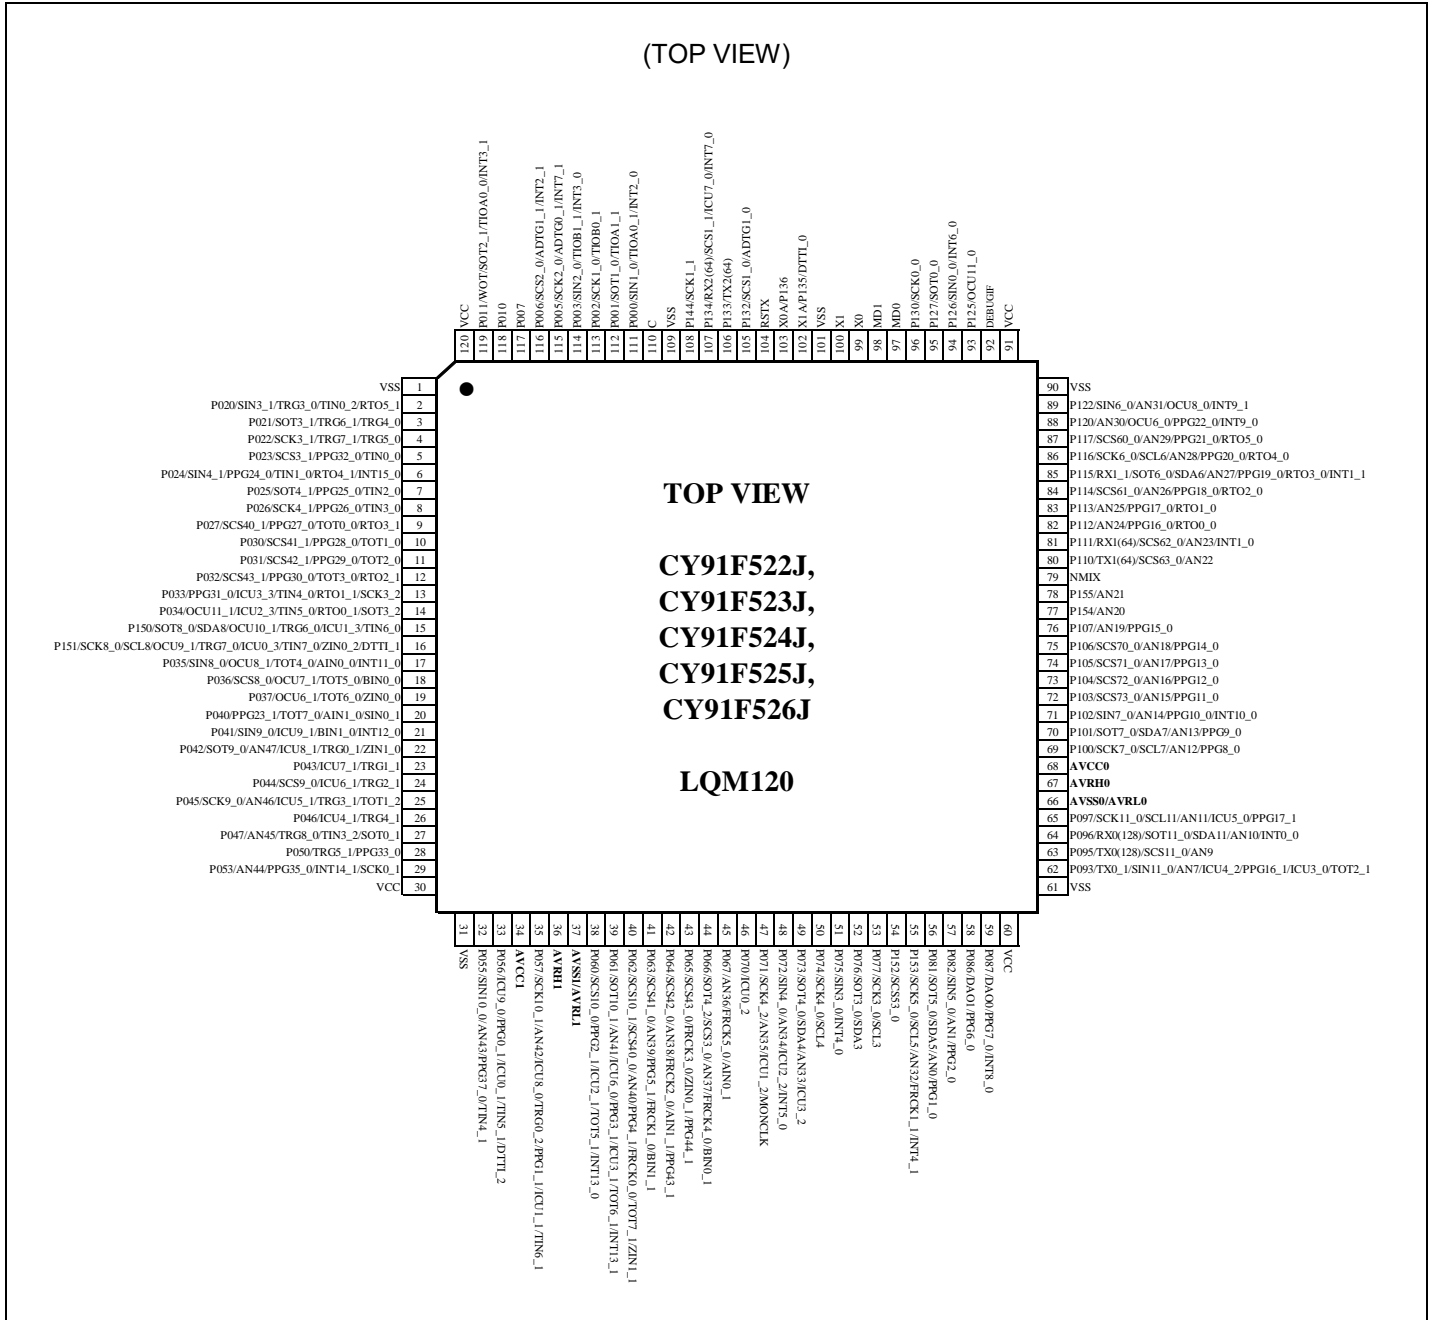 (TOP VIEW)
VCC 120
P011/WOT/SOT2_1/TIOA0_0/INT3_1 119
P010 118
P007 117
P006/SCS2_0/ADTG1_1/INT2_1 116
P005/SCK2_0/ADTG0_1/INT7_1 115
P003/SIN2_0/TIOB1_1/INT3_0 114
P002/SCK1_0/TIOB0_1 113
P001/SOT1_0/TIOA1_1 112
P000/SIN1_0/TIOA0_1/INT2_0 111
C 110
VSS 109
P144/SCK1_1 108
P134/RX2(64)/SCS1_1/ICU7_0/INT7_0 107
P133/TX2(64) 106
P132/SCS1_0/ADTG1_0 105
RSTX 104
X0A/P136 103
X1A/P135/DTTI_0 102
VSS 101
X1 100
X0 99
MD1 98
MD0 97
P130/SCK0_0 96
P127/SOT0_0 95
P126/SIN0_0/INT6_0 94
P125/OCU11_0 93
DEBUGIF 92
VCC 91
VSS 1
P020/SIN3_1/TRG3_0/TIN0_2/RTO5_1 2
P021/SOT3_1/TRG6_1/TRG4_0 3
P022/SCK3_1/TRG7_1/TRG5_0 4
P023/SCS3_1/PPG32_0/TIN0_0 5
P024/SIN4_1/PPG24_0/TIN1_0/RTO4_1/INT15_0 6
P025/SOT4_1/PPG25_0/TIN2_0 7
P026/SCK4_1/PPG26_0/TIN3_0 8
P027/SCS40_1/PPG27_0/TOT0_0/RTO3_1 9
P030/SCS41_1/PPG28_0/TOT1_0 10
P031/SCS42_1/PPG29_0/TOT2_0 11
P032/SCS43_1/PPG30_0/TOT3_0/RTO2_1 12
P033/PPG31_0/ICU3_3/TIN4_0/RTO1_1/SCK3_2 13
P034/OCU11_1/ICU2_3/TIN5_0/RTO0_1/SOT3_2 14
P150/SOT8_0/SDA8/OCU10_1/TRG6_0/ICU1_3/TIN6_0 15
P151/SCK8_0/SCL8/OCU9_1/TRG7_0/ICU0_3/TIN7_0/ZIN0_2/DTTI_1 16
P035/SIN8_0/OCU8_1/TOT4_0/AIN0_0/INT11_0 17
P036/SCS8_0/OCU7_1/TOT5_0/BIN0_0 18
P037/OCU6_1/TOT6_0/ZIN0_0 19
P040/PPG23_1/TOT7_0/AIN1_0/SIN0_1 20
P041/SIN9_0/ICU9_1/BIN1_0/INT12_0 21
P042/SOT9_0/AN47/ICU8_1/TRG0_1/ZIN1_0 22
P043/ICU7_1/TRG1_1 23
P044/SCS9_0/ICU6_1/TRG2_1 24
P045/SCK9_0/AN46/ICU5_1/TRG3_1/TOT1_2 25
P046/ICU4_1/TRG4_1 26
P047/AN45/TRG8_0/TIN3_2/SOT0_1 27
P050/TRG5_1/PPG33_0 28
P053/AN44/PPG35_0/INT14_1/SCK0_1 29
VCC 30
TOP VIEW
CY91F522J,
CY91F523J,
CY91F524J,
CY91F525J,
CY91F526J
LQM120
90 VSS
89 P122/SIN6_0/AN31/OCU8_0/INT9_1
88 P120/AN30/OCU6_0/PPG22_0/INT9_0
87 P117/SCS60_0/AN29/PPG21_0/RTO5_0
86 P116/SCK6_0/SCL6/AN28/PPG20_0/RTO4_0
85 P115/RX1_1/SOT6_0/SDA6/AN27/PPG19_0/RTO3_0/INT1_1
84 P114/SCS61_0/AN26/PPG18_0/RTO2_0
83 P113/AN25/PPG17_0/RTO1_0
82 P112/AN24/PPG16_0/RTO0_0
81 P111/RX1(64)/SCS62_0/AN23/INT1_0
80 P110/TX1(64)/SCS63_0/AN22
79 NMIX
78 P155/AN21
77 P154/AN20
76 P107/AN19/PPG15_0
75 P106/SCS70_0/AN18/PPG14_0
74 P105/SCS71_0/AN17/PPG13_0
73 P104/SCS72_0/AN16/PPG12_0
72 P103/SCS73_0/AN15/PPG11_0
71 P102/SIN7_0/AN14/PPG10_0/INT10_0
70 P101/SOT7_0/SDA7/AN13/PPG9_0
69 P100/SCK7_0/SCL7/AN12/PPG8_0
68 AVCC0
67 AVRH0
66 AVSS0/AVRL0
65 P097/SCK11_0/SCL11/AN11/ICU5_0/PPG17_1
64 P096/RX0(128)/SOT11_0/SDA11/AN10/INT0_0
63 P095/TX0(128)/SCS11_0/AN9
62 P093/TX0_1/SIN11_0/AN7/ICU4_2/PPG16_1/ICU3_0/TOT2_1
61 VSS
31 VSS
32 P055/SIN10_0/AN43/PPG37_0/TIN4_1
33 P056/ICU9_0/PPG0_1/ICU0_1/TIN5_1/DTTI_2
34 AVCC1
35 P057/SCK10_1/AN42/ICU8_0/TRG0_2/PPG1_1/ICU1_1/TIN6_1
36 AVRH1
37 AVSS1/AVRL1
38 P060/SCS10_0/PPG2_1/ICU2_1/TOT5_1/INT13_0
39 P061/SOT10_1/AN41/ICU6_0/PPG3_1/ICU3_1/TOT6_1/INT13_1
40 P062/SCS10_1/SCS40_0/AN40/PPG4_1/FRCK0_0/TOT7_1/ZIN1_1
41 P063/SCS41_0/AN39/PPG5_1/FRCK1_0/BIN1_1
42 P064/SCS42_0/AN38/FRCK2_0/AIN1_1/PPG43_1
43 P065/SCS43_0/FRCK3_0/ZIN0_1/PPG44_1
44 P066/SOT4_2/SCS3_0/AN37/FRCK4_0/BIN0_1
45 P067/AN36/FRCK5_0/AIN0_1
46 P070/ICU0_2
47 P071/SCK4_2/AN35/ICU1_2/MONCLK
48 P072/SIN4_0/AN34/ICU2_2/INT5_0
49 P073/SOT4_0/SDA4/AN33/ICU3_2
50 P074/SCK4_0/SCL4
51 P075/SIN3_0/INT4_0
52 P076/SOT3_0/SDA3
53 P077/SCK3_0/SCL3
54 P152/SCS53_0
55 P153/SCK5_0/SCL5/AN32/FRCK1_1/INT4_1
56 P081/SOT5_0/SDA5/AN0/PPG1_0
57 P082/SIN5_0/AN1/PPG2_0
58 P086/DAO1/PPG6_0
59 P087/DAO0/PPG7_0/INT8_0
60 VCC